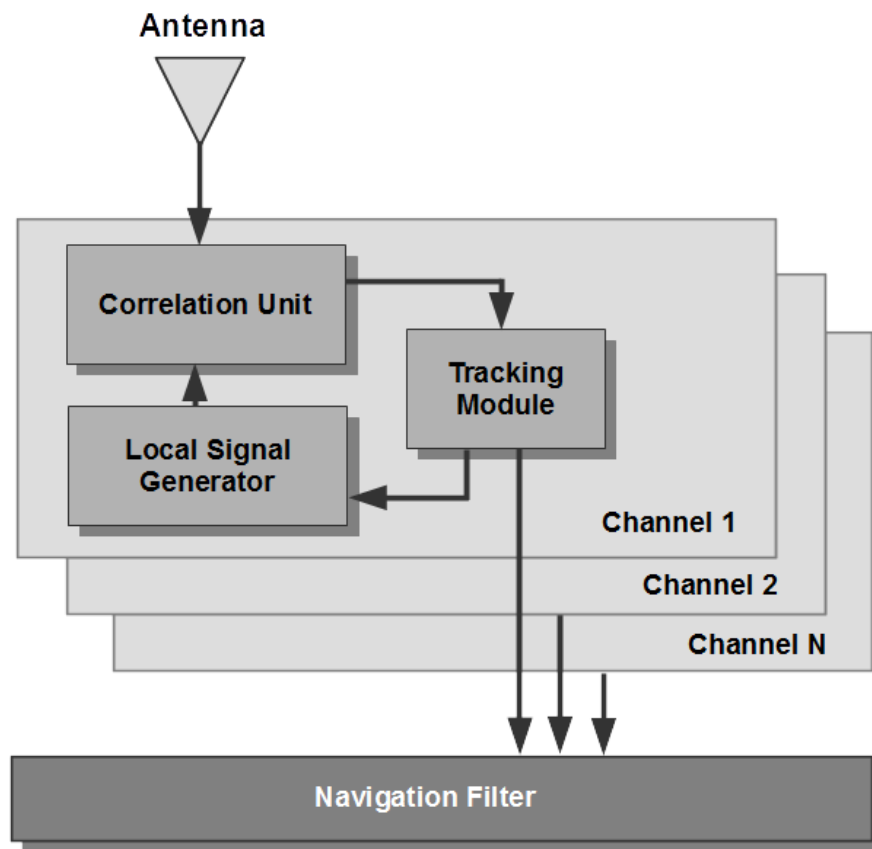 Antenna
Correlation Unit
Tracking
Module
Local Signal
Generator
Channel 1
Channel 2
Channel N
Navigation Filter